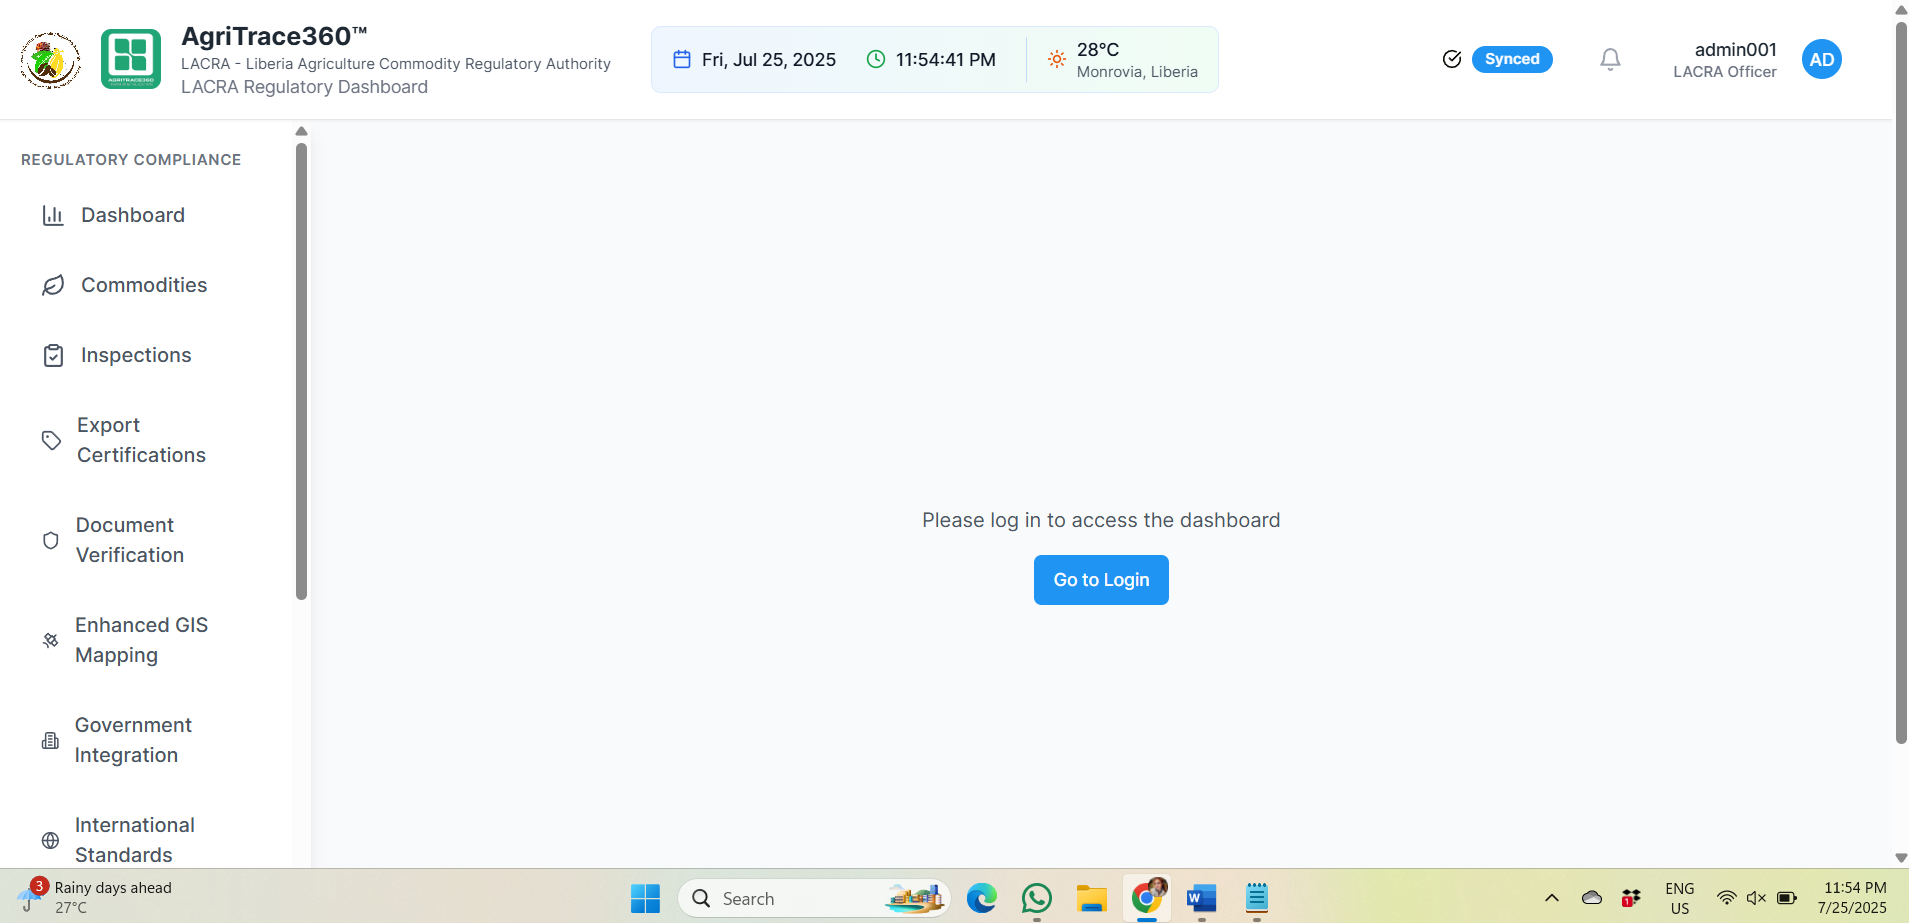 AgriTrace360™
LACRA - Liberia Agriculture Commodity Regulatory Authority
LACRA Regulatory Dashboard
AGRITRACE360
Fri, Jul 25, 2025
11:54:41 PM
28°C
Monrovia, Liberia
Synced
admin001
LACRA Officer
AD
REGULATORY COMPLIANCE
Dashboard
Commodities
Inspections
Export
Certifications
Document
Verification
Enhanced GIS
Mapping
Government
Integration
International
Standards
Please log in to access the dashboard
Go to Login
3
Rainy days ahead
27°C
Search
W
1
ENG
US
11:54 PM
7/25/2025